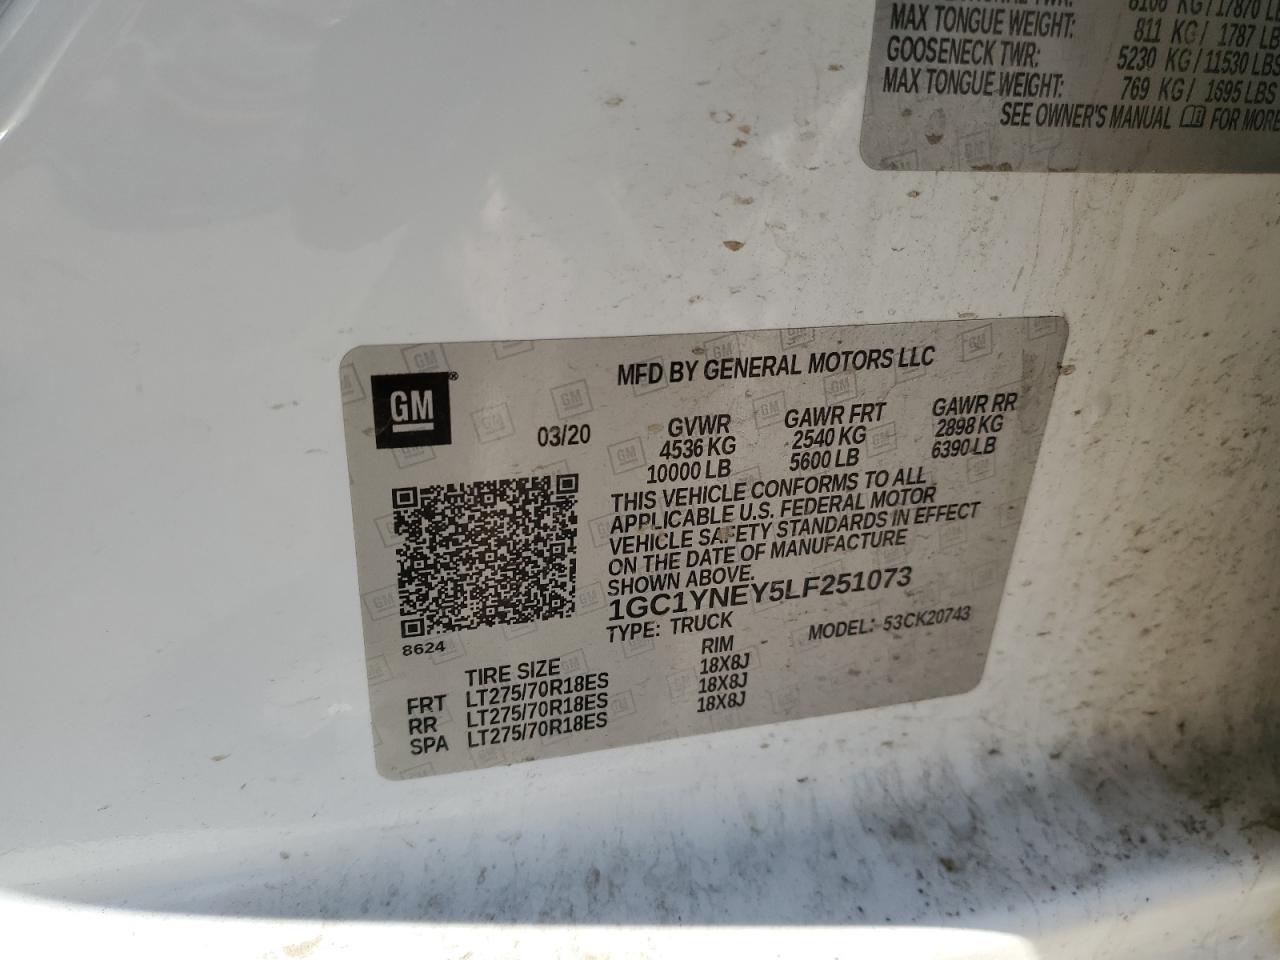 8108 KG / 17870
MAX TONGUE WEIGHT: 811 KG / 1787 LB
GOOSENECK TWR: 5230 KG / 11530 LBS
MAX TONGUE WEIGHT: 769 KG / 1695 LBS
SEE OWNER'S MANUAL FOR MORE
GM®
MFD BY GENERAL MOTORS LLC
03/20
GVWR GAWR FRT GAWR RR
4536 KG 2540 KG 2898 KG
10000 LB 5600 LB 6390 LB
THIS VEHICLE CONFORMS TO ALL
APPLICABLE U.S. FEDERAL MOTOR
VEHICLE SAFETY STANDARDS IN EFFECT
ON THE DATE OF MANUFACTURE
SHOWN ABOVE.
1GC1YNEY5LF251073
TYPE: TRUCK MODEL: 53CK20743
8624
TIRE SIZE RIM
FRT LT275/70R18ES 18X8J
RR LT275/70R18ES 18X8J
SPA LT275/70R18ES 18X8J